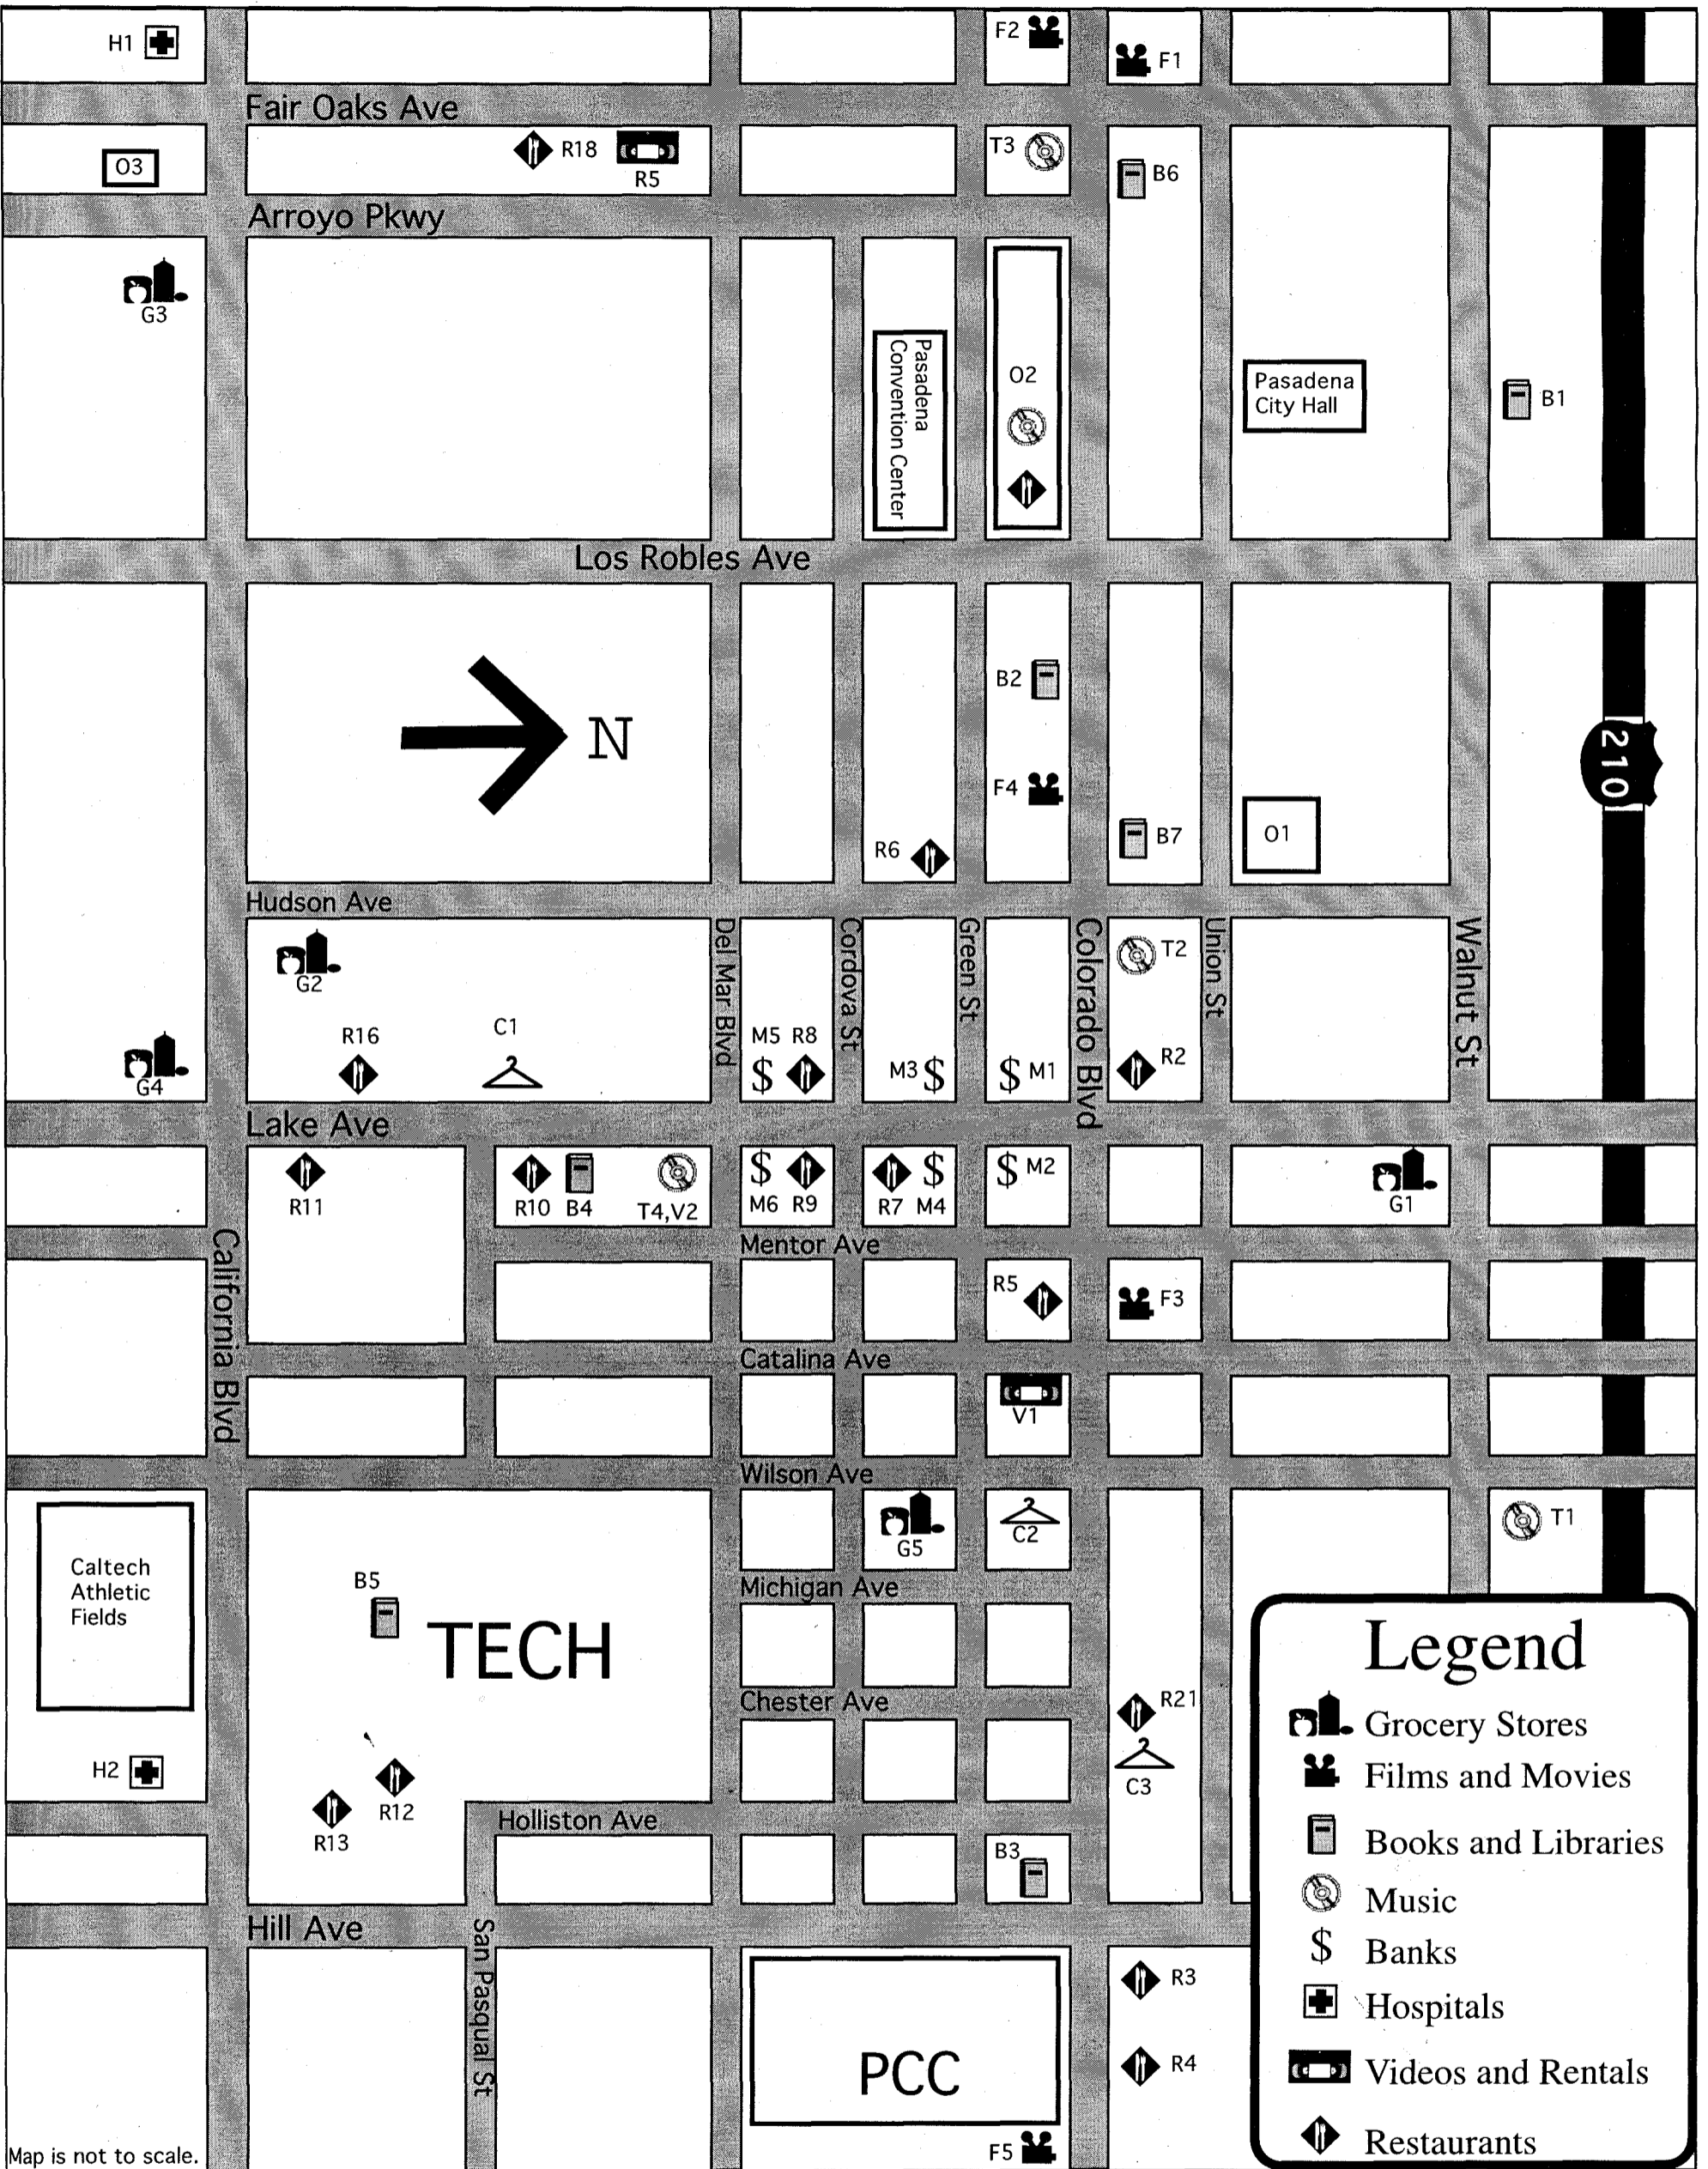 H1
F2
F1
Fair Oaks Ave
O3
R18
R5
T3
B6
Arroyo Pkwy
G3
Pasadena
Convention Center
O2
Pasadena
City Hall
B1
Los Robles Ave
N
B2
F4
R6
B7
O1
210
Hudson Ave
G2
R16
C1
G4
Del Mar Blvd
M5 R8
Cordova St
M3 $
Green St
$ M1
Colorado Blvd
T2
R2
Union St
Walnut St
$
Lake Ave
R11
R10 B4
T4,V2
$
M6 R9
$
R7 M4
$ M2
G1
California Blvd
Mentor Ave
R5
F3
Catalina Ave
V1
Wilson Ave
Caltech
Athletic
Fields
B5
TECH
G5
C2
T1
Michigan Ave
Chester Ave
R21
C3
H2
R12
R13
Holliston Ave
B3
Hill Ave
San Pasqual St
PCC
R3
R4
F5
Map is not to scale.
Legend
Grocery Stores
Films and Movies
Books and Libraries
Music
$ Banks
Hospitals
Videos and Rentals
Restaurants